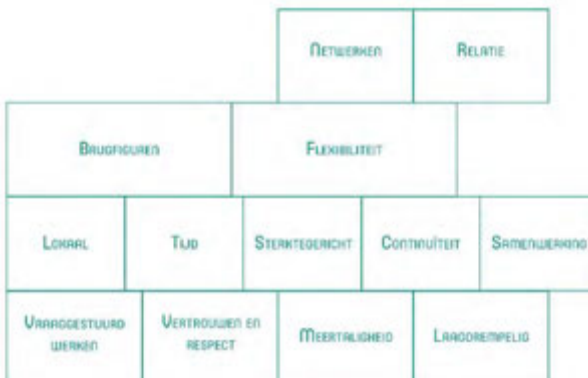 NETWERKEN
RELATIE
BRUGFIGUREN
FLEXIBILITEIT
LOKAAL
TIJD
STERKTEGERICHT
CONTINUÏTEIT
SAMENWERKING
VRAAGGESTUURD
WERKEN
VERTROUWEN EN
RESPECT
MEERTALIGHEID
LAAGDREMPELIG